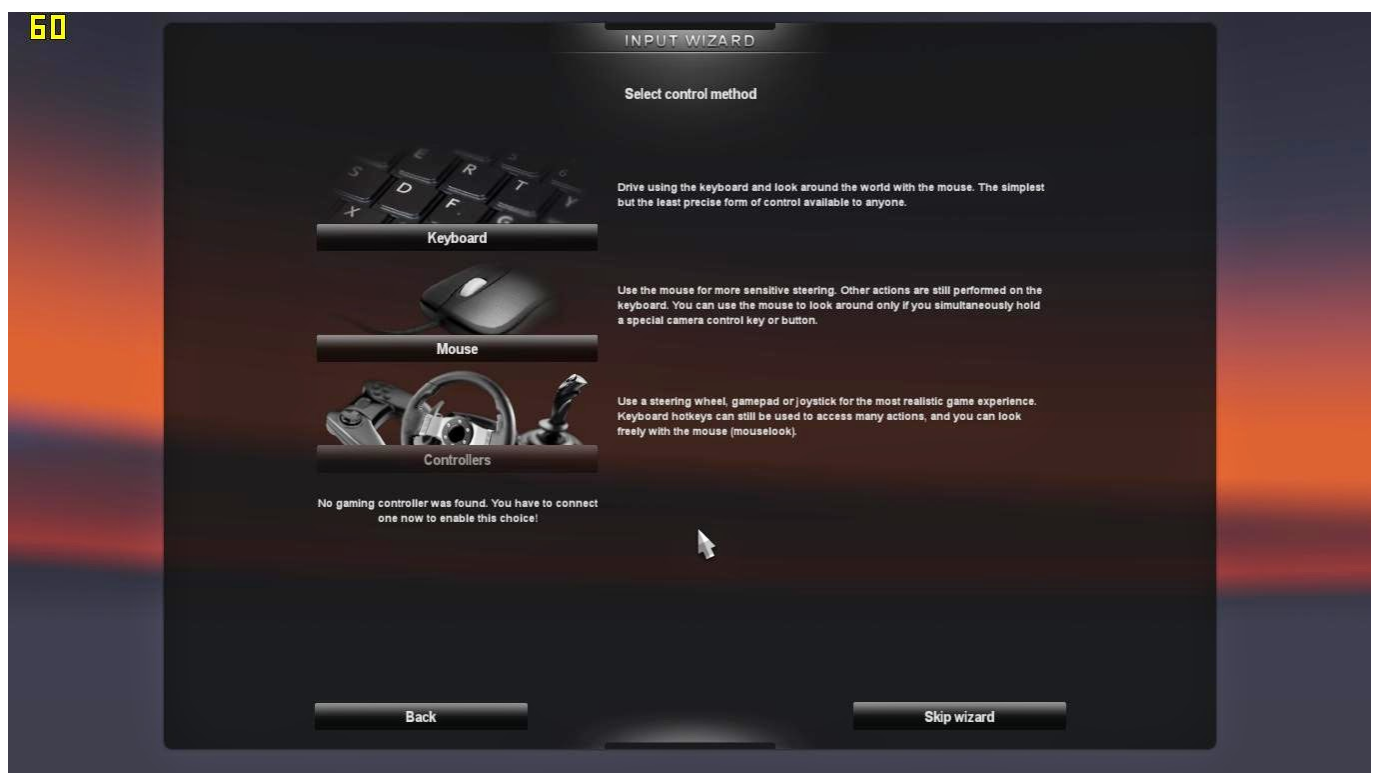 60
INPUT WIZARD
Select control method
Drive using the keyboard and look around the world with the mouse. The simplest
but the least precise form of control available to anyone.
Keyboard
Use the mouse for more sensitive steering. Other actions are still performed on the
keyboard. You can use the mouse to look around only if you simultaneously hold
a special camera control key or button.
Mouse
Use a steering wheel, gamepad or joystick for the most realistic game experience.
Keyboard hotkeys can still be used to access many actions, and you can look
freely with the mouse (mouselook).
Controllers
No gaming controller was found. You have to connect
one now to enable this choice!
Back
Skip wizard